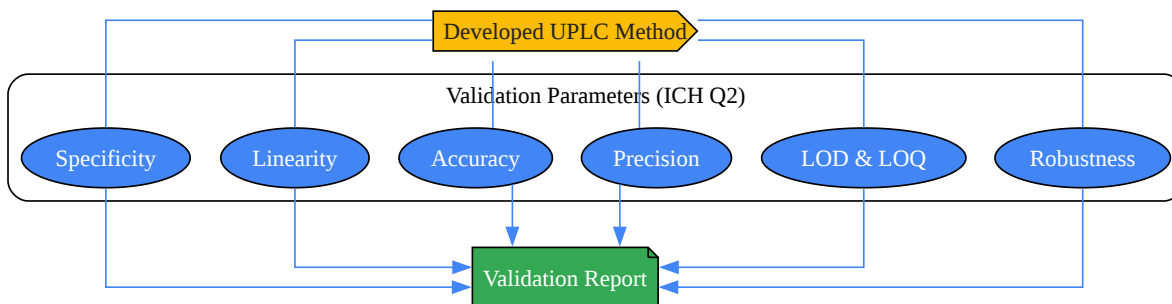 Developed UPLC Method
Validation Parameters (ICH Q2)
Specificity
Linearity
Accuracy
Precision
LOD & LOQ
Robustness
Validation Report